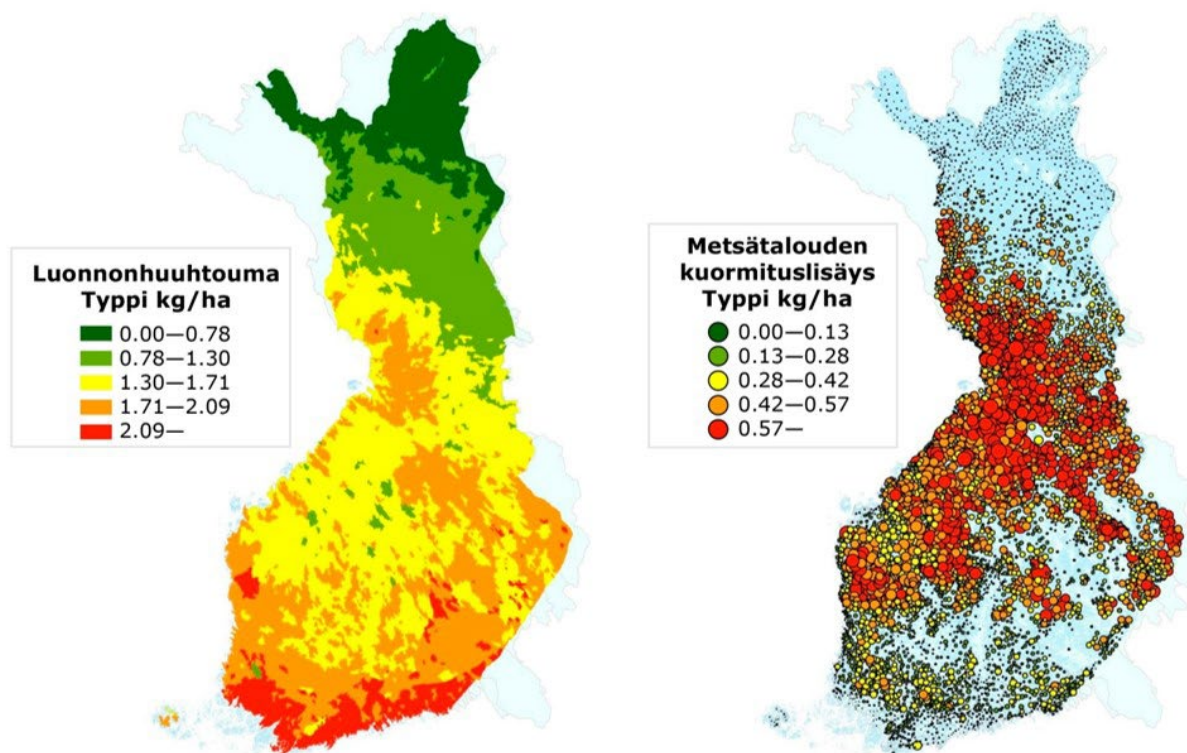 Luonnonhuuhtouma
Typpi kg/ha
0.00—0.78
0.78—1.30
1.30—1.71
1.71—2.09
2.09—
Metsätalouden
kuormituslisäys
Typpi kg/ha
0.00—0.13
0.13—0.28
0.28—0.42
0.42—0.57
0.57—